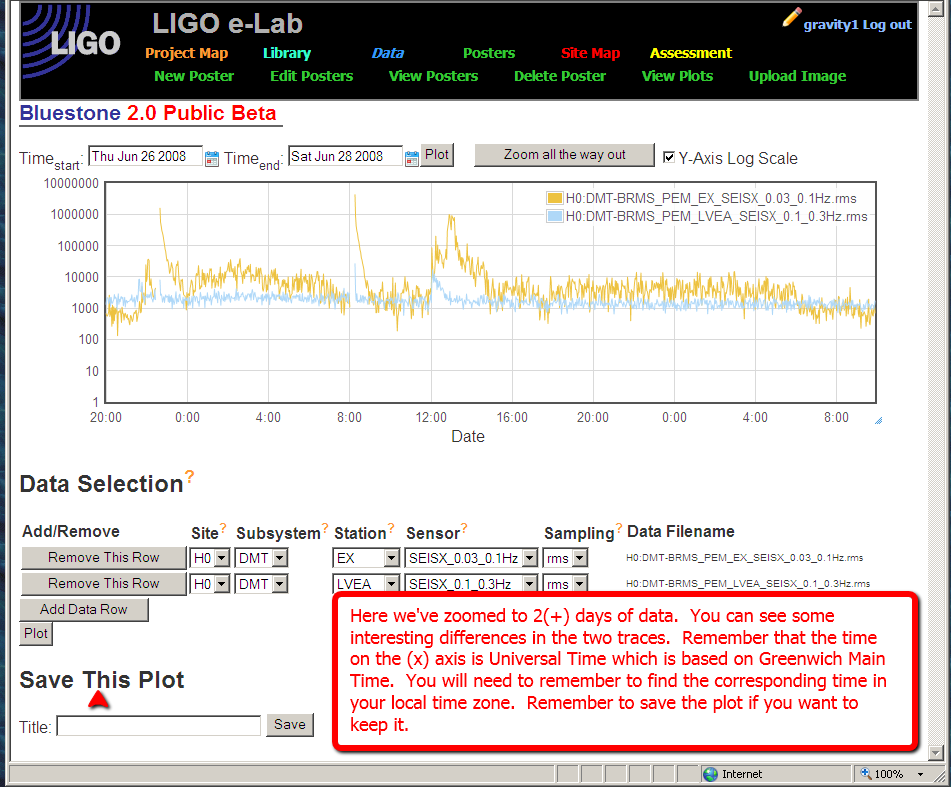 LIGO
LIGO e-Lab
gravity1 Log out
Project Map Library Data Posters Site Map Assessment
New Poster Edit Posters View Posters Delete Poster View Plots Upload Image
Bluestone 2.0 Public Beta
Timestart: Thu Jun 26 2008 Timeend: Sat Jun 28 2008 Plot Zoom all the way out Y-Axis Log Scale
H0:DMT-BRMS_PEM_EX_SEISX_0.03_0.1Hz.rms
H0:DMT-BRMS_PEM_LVEA_SEISX_0.1_0.3Hz.rms
10000000
1000000
100000
10000
1000
100
10
1
20:00 0:00 4:00 8:00 12:00 16:00 20:00 0:00 4:00 8:00
Date
Data Selection?
Add/Remove Site? Subsystem? Station? Sensor? Sampling? Data Filename
Remove This Row H0 DMT EX SEISX_0.03_0.1Hz rms H0:DMT-BRMS_PEM_EX_SEISX_0.03_0.1Hz.rms
Remove This Row H0 DMT LVEA SEISX_0.1_0.3Hz rms H0:DMT-BRMS_PEM_LVEA_SEISX_0.1_0.3Hz.rms
Add Data Row
Plot
Here we've zoomed to 2(+) days of data. You can see some
interesting differences in the two traces. Remember that the time
on the (x) axis is Universal Time which is based on Greenwich Main
Time. You will need to remember to find the corresponding time in
your local time zone. Remember to save the plot if you want to
keep it.
Save This Plot
Title: Save
Internet 100%